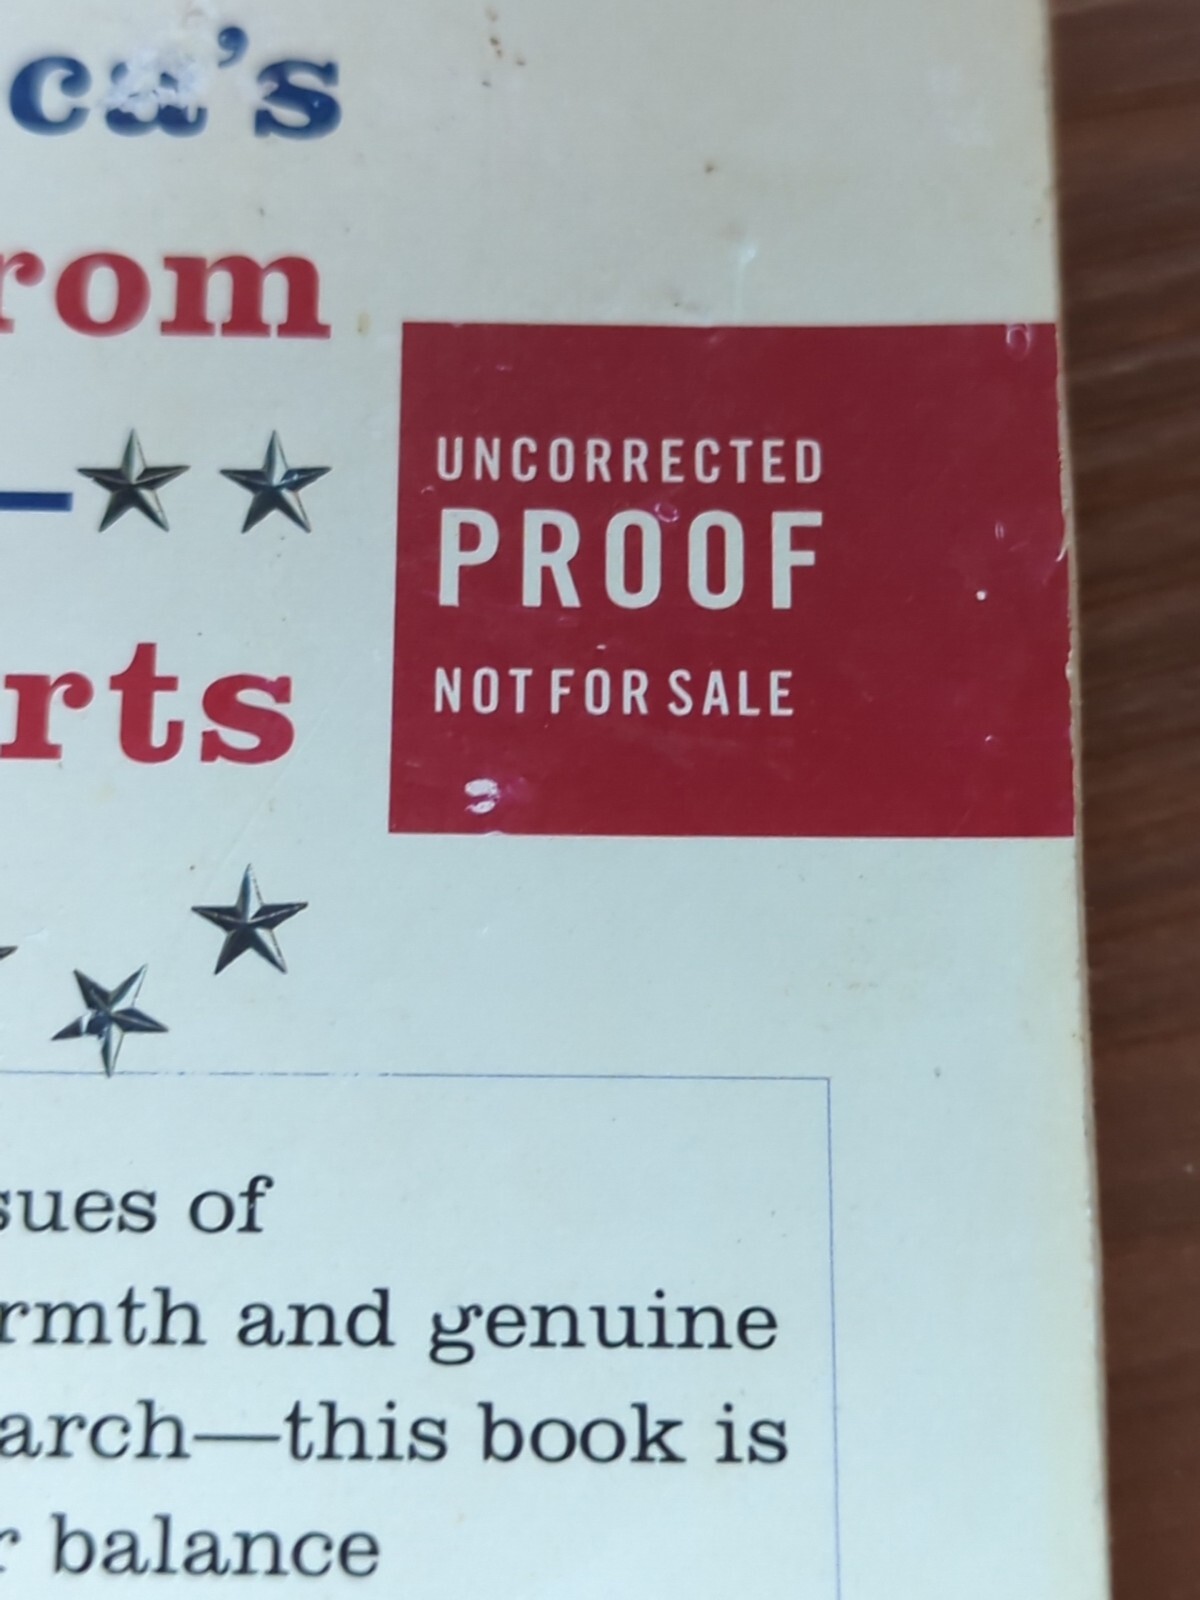 ca's
rom
UNCORRECTED
PROOF
NOT FOR SALE
rts
sues of
rmth and genuine
arch—this book is
r balance